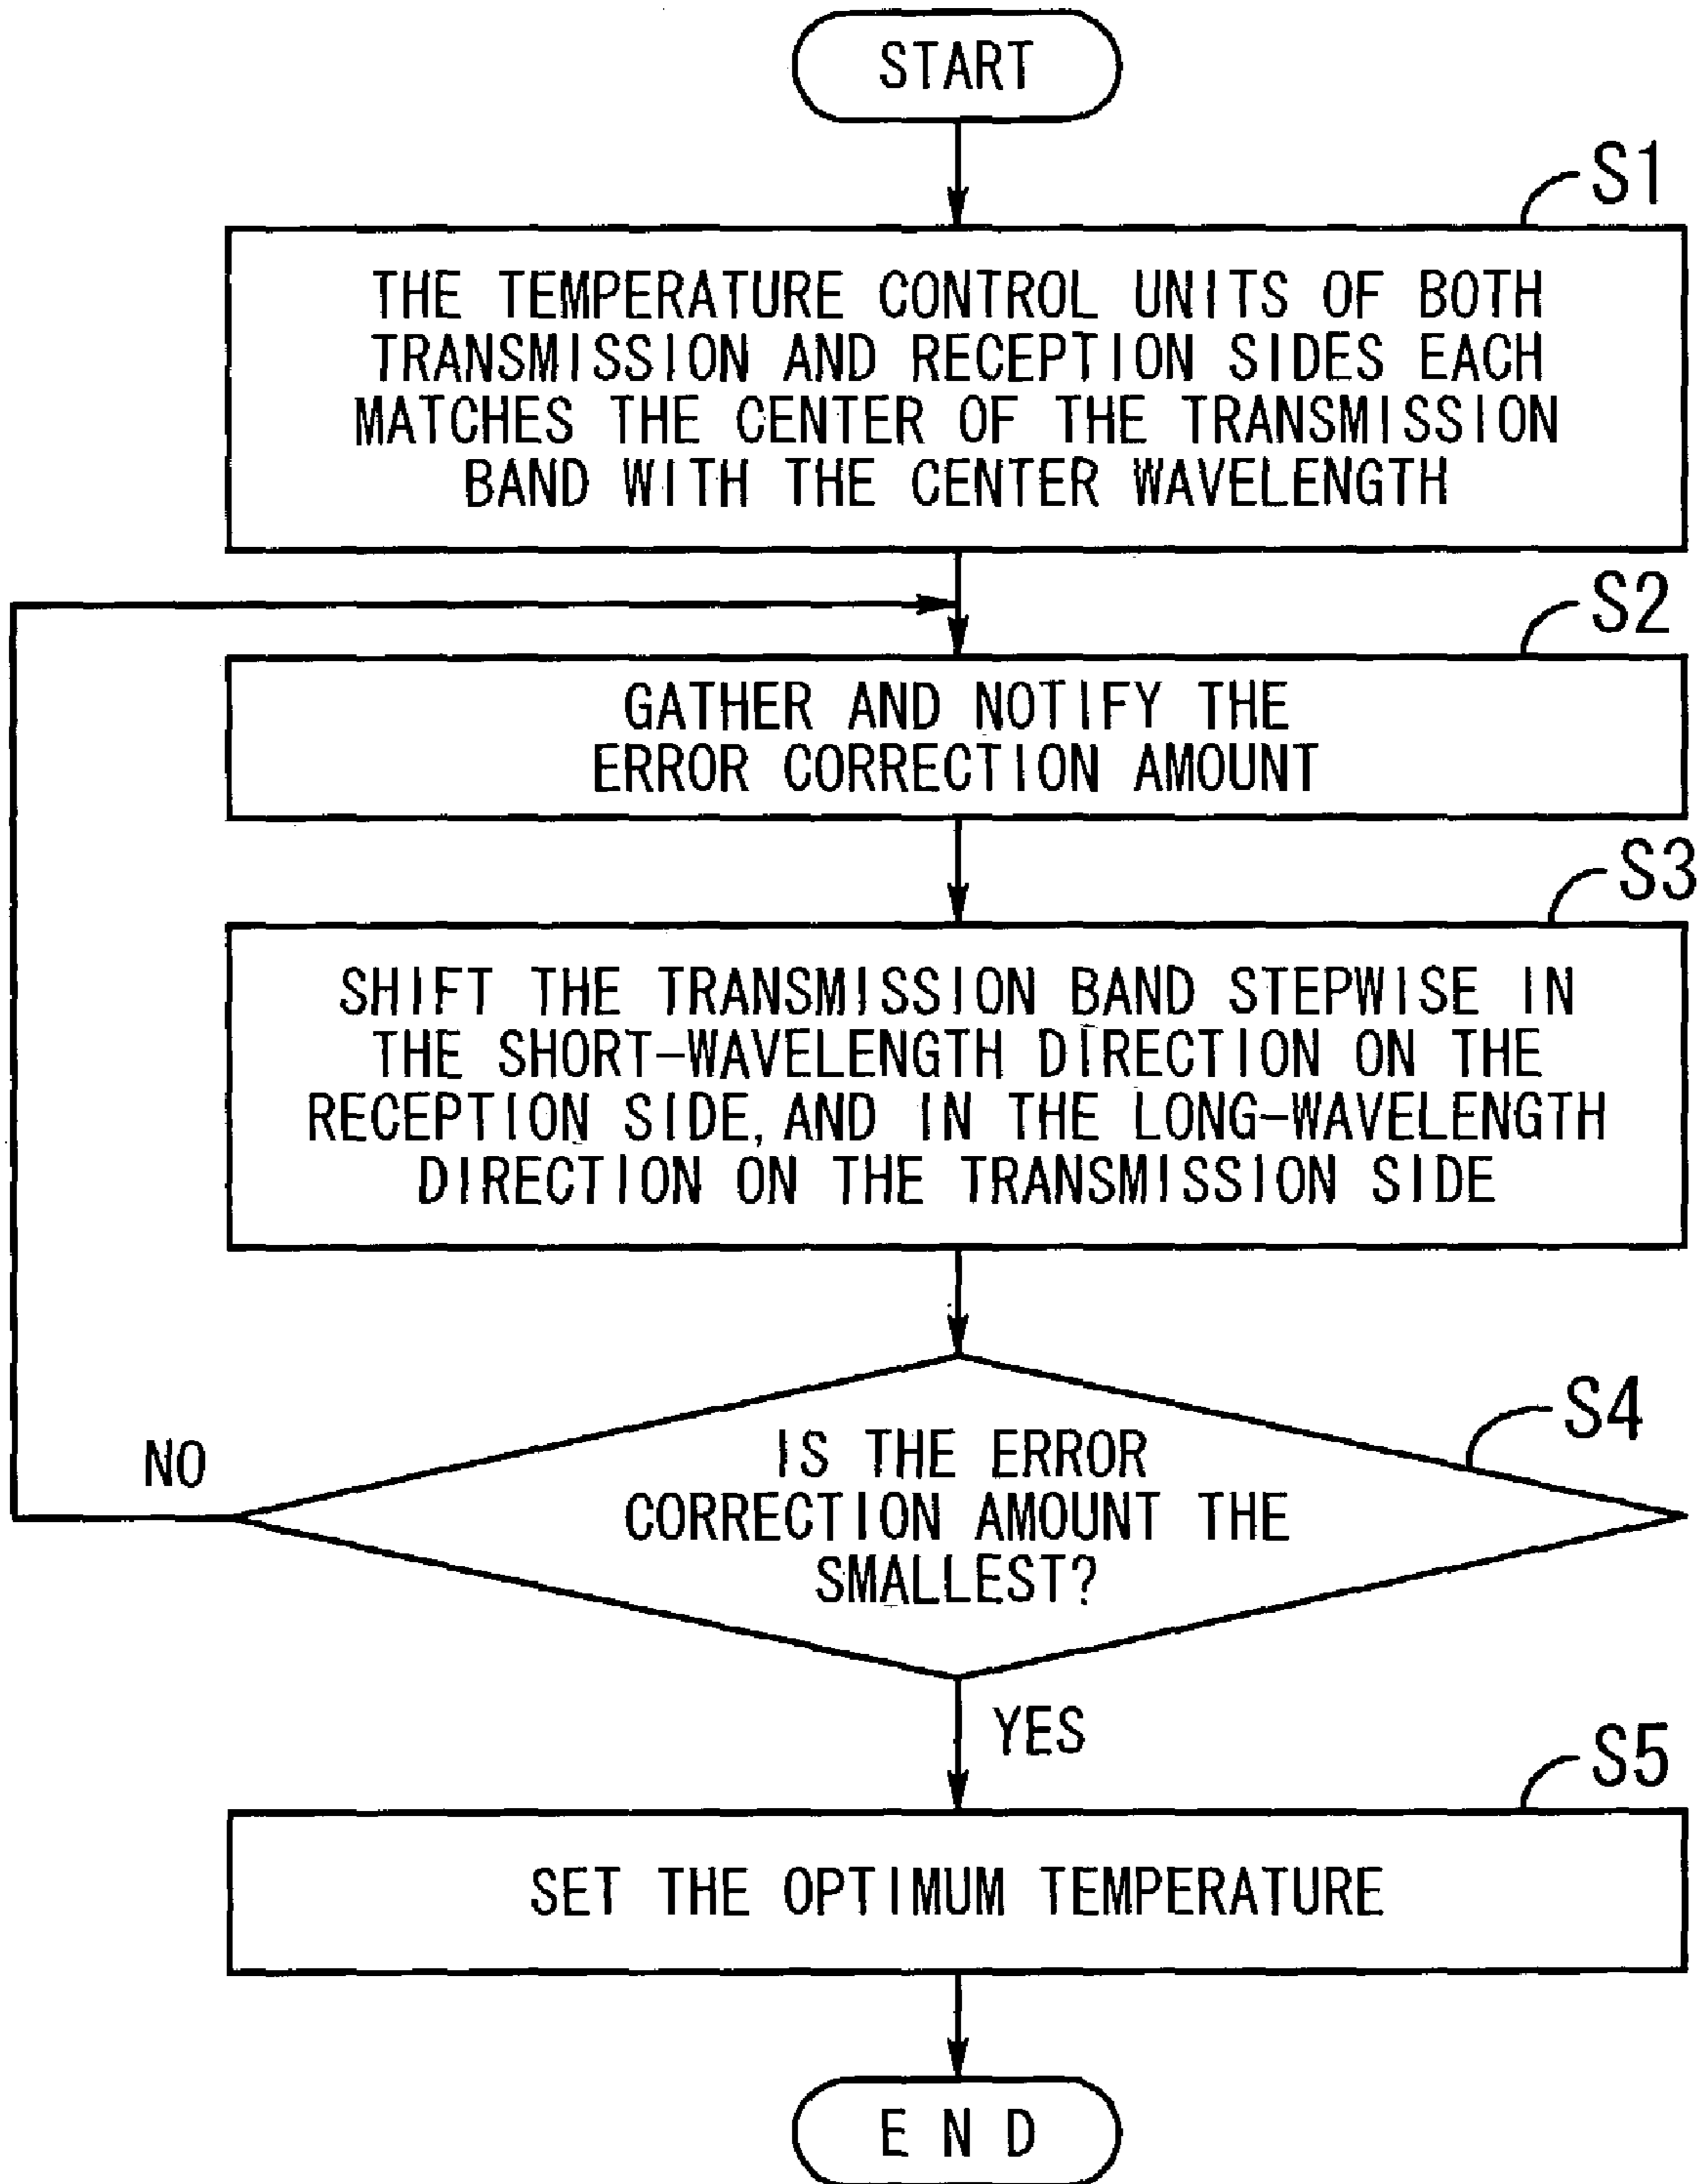 START
S1
THE TEMPERATURE CONTROL UNITS OF BOTH
TRANSMISSION AND RECEPTION SIDES EACH
MATCHES THE CENTER OF THE TRANSMISSION
BAND WITH THE CENTER WAVELENGTH
S2
GATHER AND NOTIFY THE
ERROR CORRECTION AMOUNT
S3
SHIFT THE TRANSMISSION BAND STEPWISE IN
THE SHORT-WAVELENGTH DIRECTION ON THE
RECEPTION SIDE, AND IN THE LONG-WAVELENGTH
DIRECTION ON THE TRANSMISSION SIDE
S4
IS THE ERROR
CORRECTION AMOUNT THE
SMALLEST?
NO
YES
S5
SET THE OPTIMUM TEMPERATURE
END